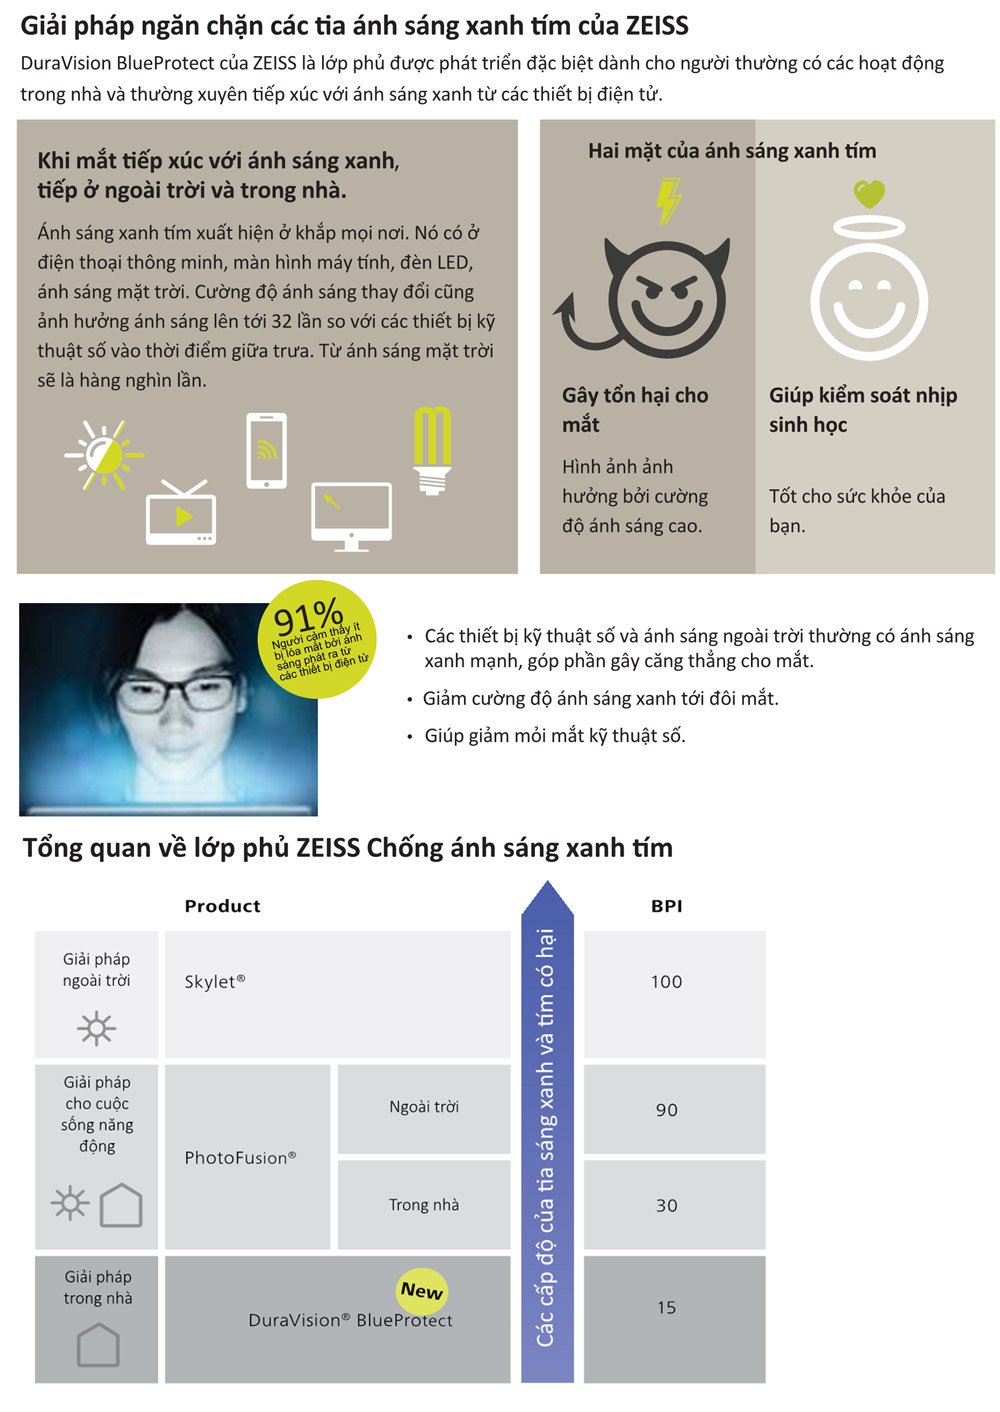 Giải pháp ngăn chặn các tia ánh sáng xanh tím của ZEISS
DuraVision BlueProtect của ZEISS là lớp phủ được phát triển đặc biệt dành cho người thường có các hoạt động
trong nhà và thường xuyên tiếp xúc với ánh sáng xanh từ các thiết bị điện tử.
Khi mắt tiếp xúc với ánh sáng xanh,
tiếp ở ngoài trời và trong nhà.
Ánh sáng xanh tím xuất hiện ở khắp mọi nơi. Nó có ở
điện thoại thông minh, màn hình máy tính, đèn LED,
ánh sáng mặt trời. Cường độ ánh sáng thay đổi cũng
ảnh hưởng ánh sáng lên tới 32 lần so với các thiết bị kỹ
thuật số vào thời điểm giữa trưa. Từ ánh sáng mặt trời
sẽ là hàng nghìn lần.
Hai mặt của ánh sáng xanh tím
Gây tổn hại cho
mắt
Hình ảnh ảnh
hưởng bởi cường
độ ánh sáng cao.
Giúp kiểm soát nhịp
sinh học
Tốt cho sức khỏe của
bạn.
91%
Người cảm thấy ít
bị lóa mắt bởi ánh
sáng phát ra từ
các thiết bị điện tử
• Các thiết bị kỹ thuật số và ánh sáng ngoài trời thường có ánh sáng
xanh mạnh, góp phần gây căng thẳng cho mắt.
• Giảm cường độ ánh sáng xanh tới đôi mắt.
• Giúp giảm mỏi mắt kỹ thuật số.
Tổng quan về lớp phủ ZEISS Chống ánh sáng xanh tím
Product
BPI
Giải pháp
ngoài trời
Skylet®
100
Giải pháp
cho cuộc
sống năng
động
PhotoFusion®
Ngoài trời
90
Trong nhà
30
Giải pháp
trong nhà
New
DuraVision® BlueProtect
15
Các cấp độ của tia sáng xanh và tím có hại